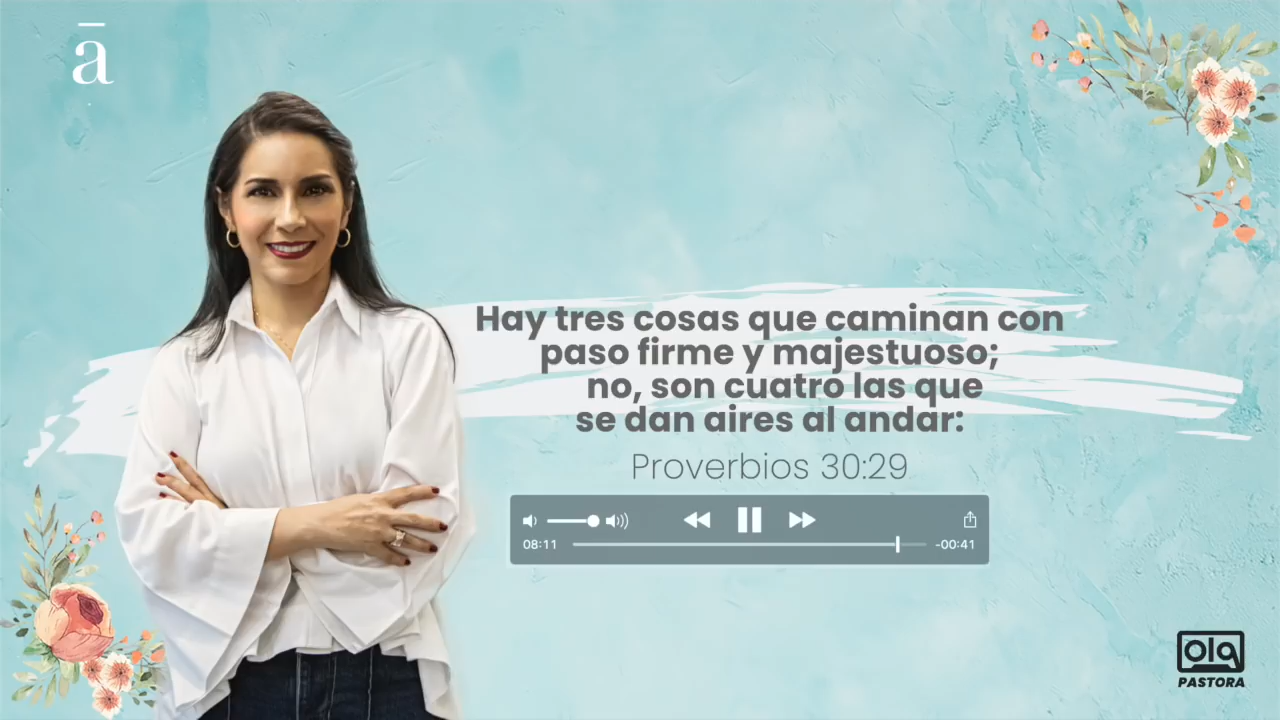 ā
Hay tres cosas que caminan con
paso firme y majestuoso;
no, son cuatro las que
se dan aires al andar:
Proverbios 30:29
08:11
-00:41
Ola
PASTORA